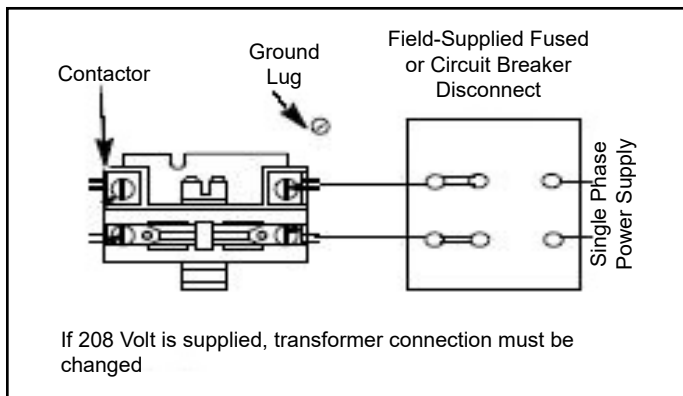 Contactor
Ground
Lug
Field-Supplied Fused
or Circuit Breaker
Disconnect
Single Phase
Power Supply
If 208 Volt is supplied, transformer connection must be
changed